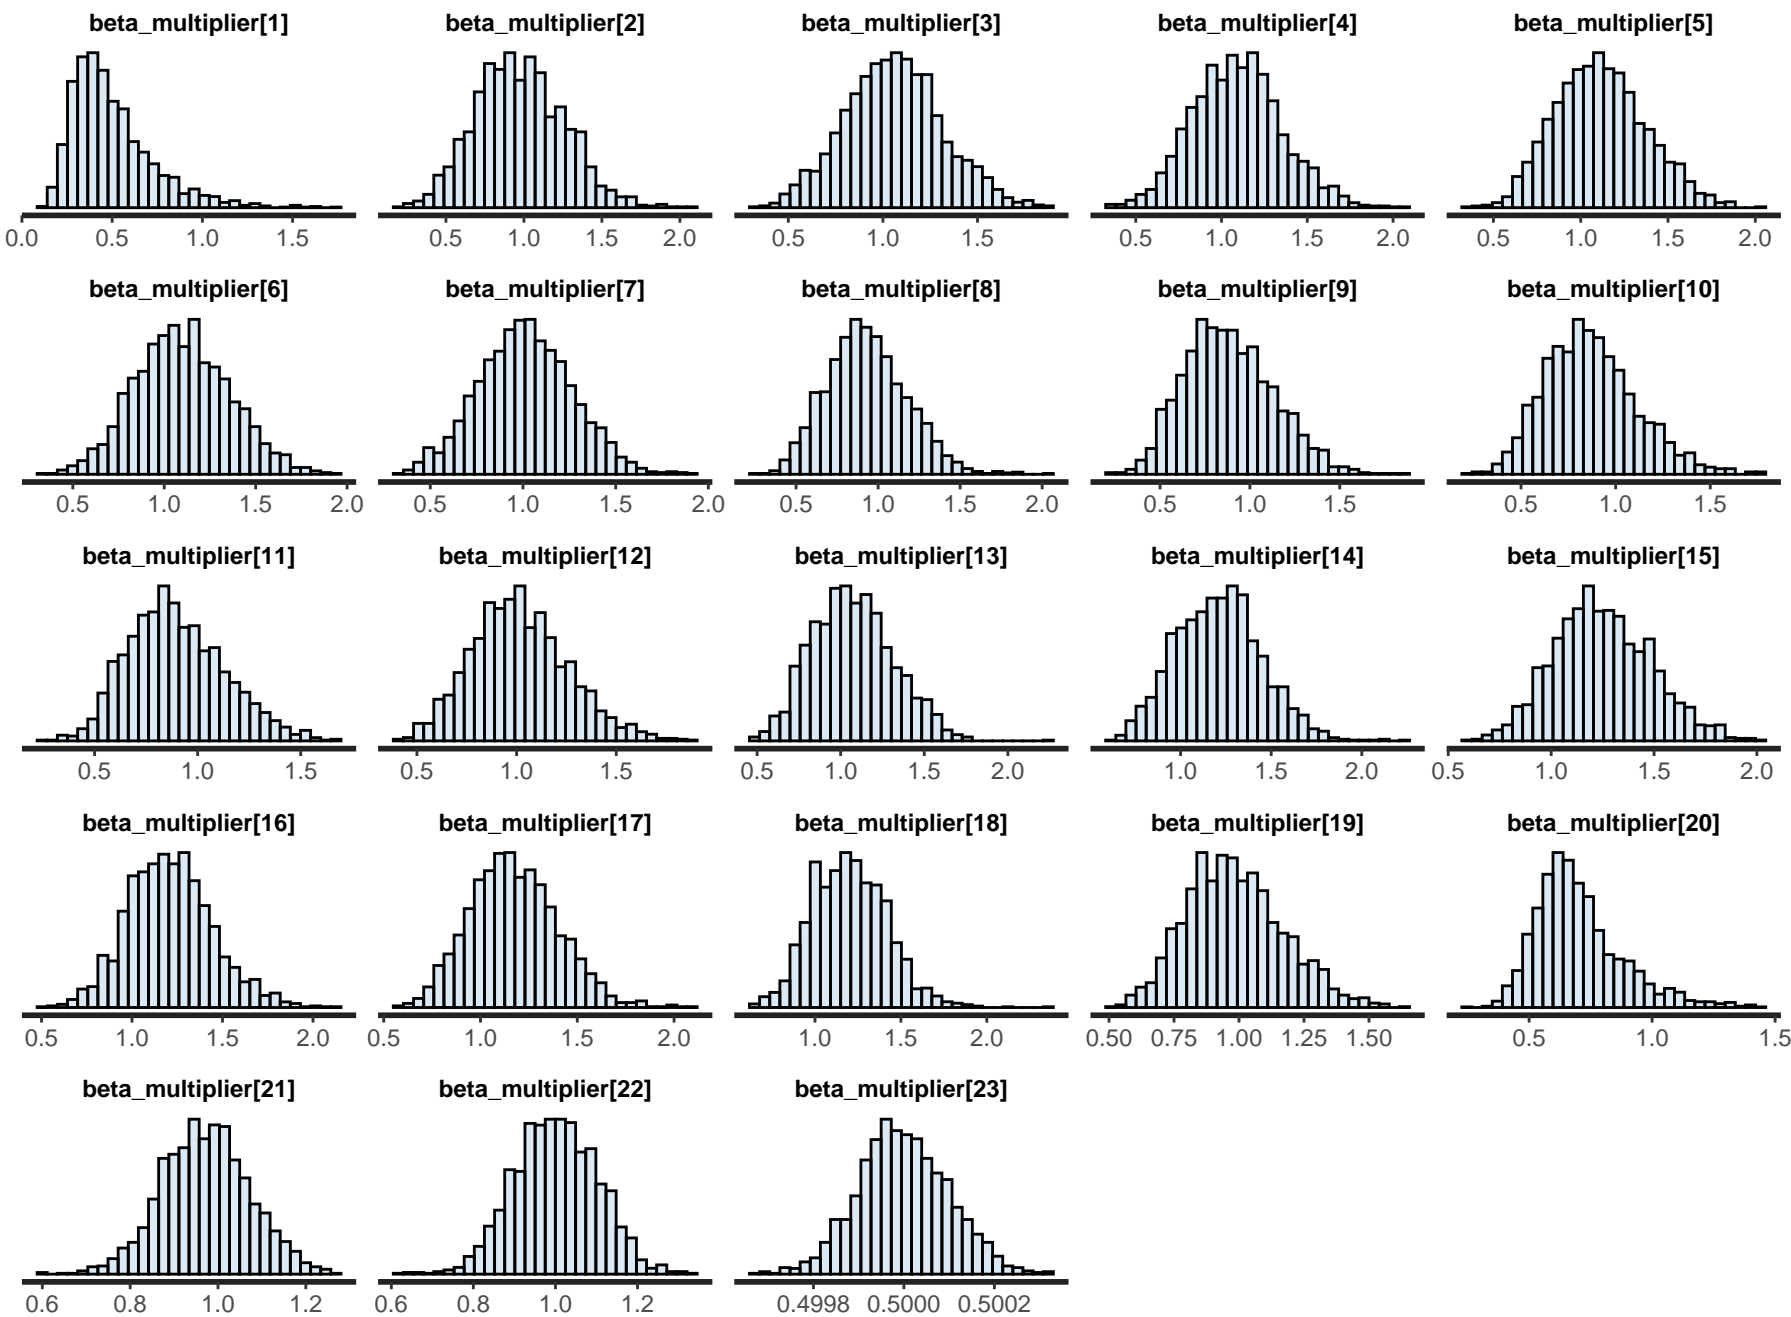 beta_multiplier[1] beta_multiplier[2] beta_multiplier[3] beta_multiplier[4] beta_multiplier[5]
0.0 0.5 1.0 1.5 0.5 1.0 1.5 2.0 0.5 1.0 1.5 0.5 1.0 1.5 2.0 0.5 1.0 1.5 2.0
beta_multiplier[6] beta_multiplier[7] beta_multiplier[8] beta_multiplier[9] beta_multiplier[10]
0.5 1.0 1.5 2.0 0.5 1.0 1.5 2.0 0.5 1.0 1.5 2.0 0.5 1.0 1.5 0.5 1.0 1.5
beta_multiplier[11] beta_multiplier[12] beta_multiplier[13] beta_multiplier[14] beta_multiplier[15]
0.5 1.0 1.5 0.5 1.0 1.5 0.5 1.0 1.5 2.0 1.0 1.5 2.0 0.5 1.0 1.5 2.0
beta_multiplier[16] beta_multiplier[17] beta_multiplier[18] beta_multiplier[19] beta_multiplier[20]
0.5 1.0 1.5 2.0 0.5 1.0 1.5 2.0 1.0 1.5 2.0 0.50 0.75 1.00 1.25 1.50 0.5 1.0 1.5
beta_multiplier[21] beta_multiplier[22] beta_multiplier[23]
0.6 0.8 1.0 1.2 0.6 0.8 1.0 1.2 0.4998 0.5000 0.5002